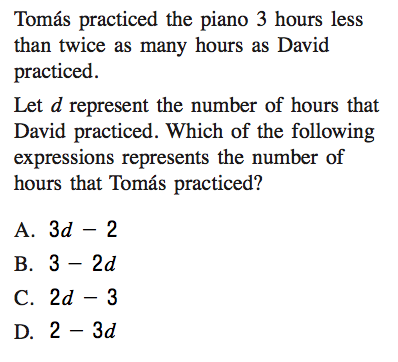 Tomás practiced the piano 3 hours less
than twice as many hours as David
practiced.
Let d represent the number of hours that
David practiced. Which of the following
expressions represents the number of
hours that Tomás practiced?
A. 3d − 2
B. 3 − 2d
C. 2d − 3
D. 2 − 3d